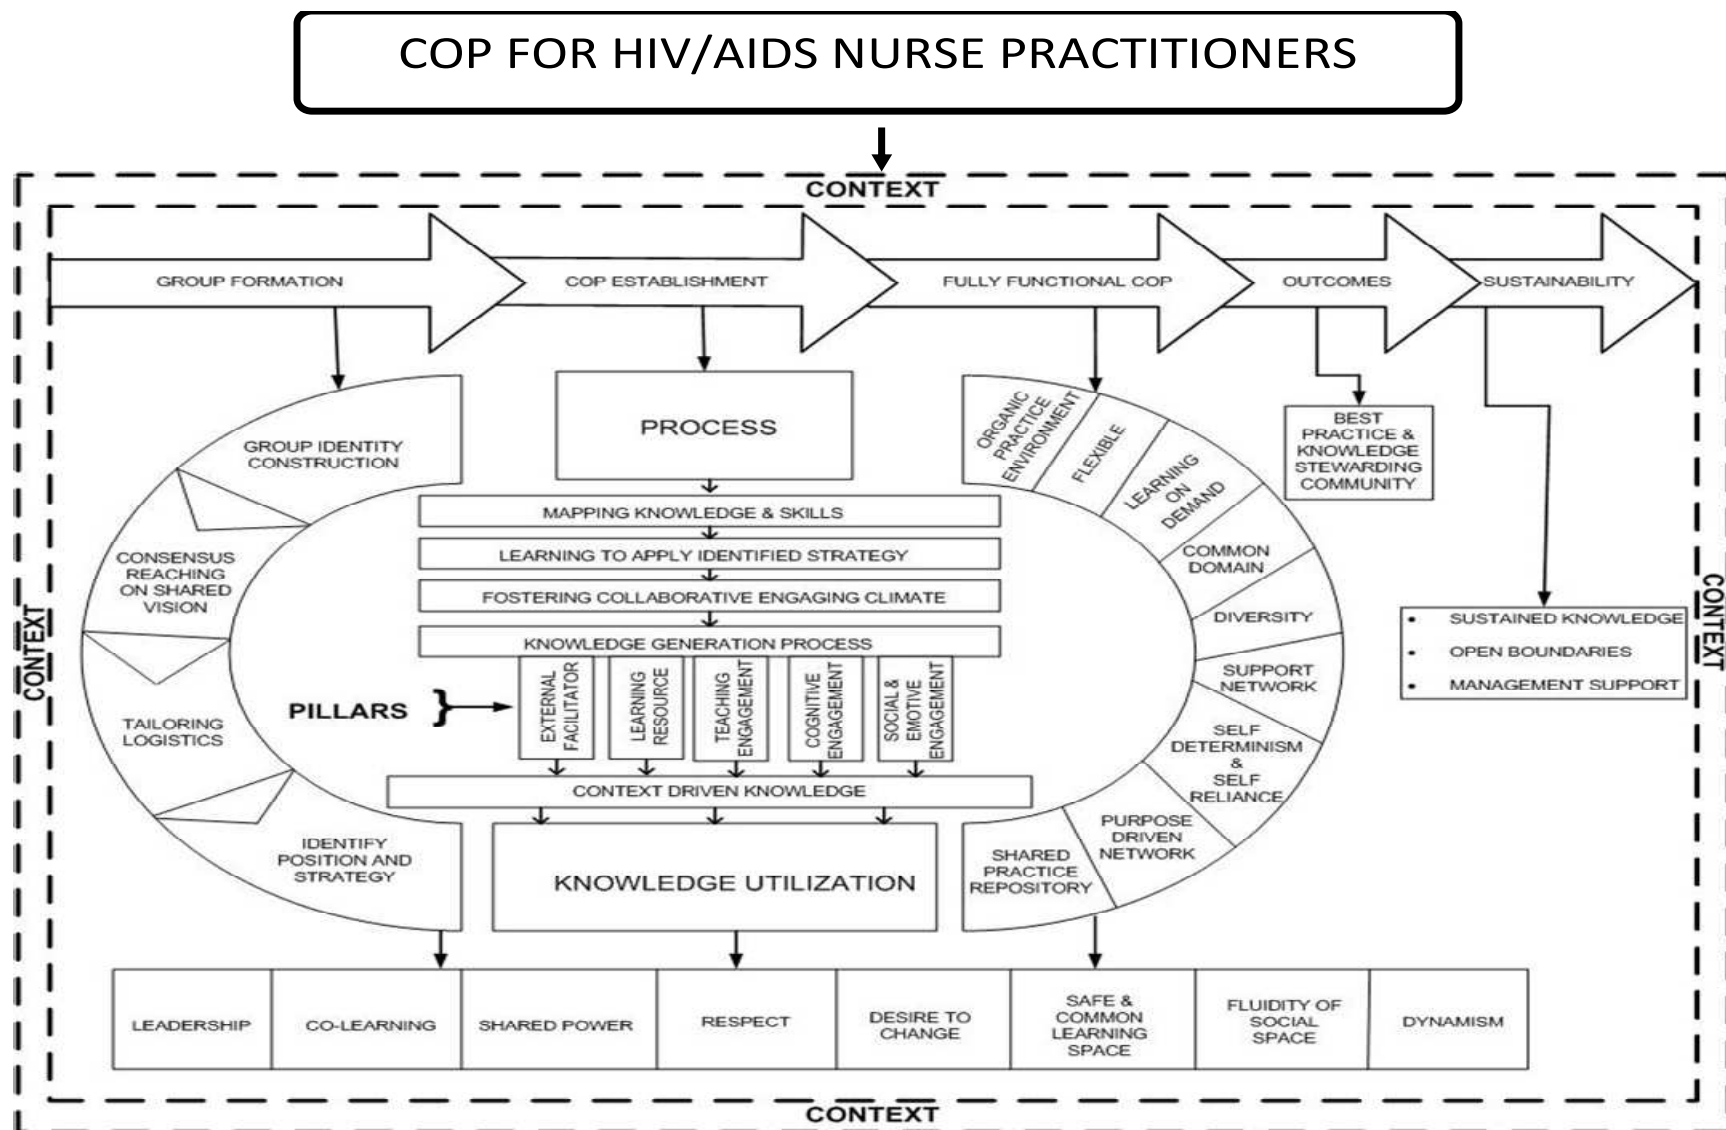 COP FOR HIV/AIDS NURSE PRACTITIONERS
CONTEXT
GROUP FORMATION
COP ESTABLISHMENT
FULLY FUNCTIONAL COP
OUTCOMES
SUSTAINABILITY
GROUP IDENTITY
CONSTRUCTION
CONSENSUS
REACHING
ON SHARED
VISION
TAILORING
LOGISTICS
IDENTIFY
POSITION AND
STRATEGY
PROCESS
MAPPING KNOWLEDGE & SKILLS
LEARNING TO APPLY IDENTIFIED STRATEGY
FOSTERING COLLABORATIVE ENGAGING CLIMATE
KNOWLEDGE GENERATION PROCESS
PILLARS }
EXTERNAL
FACILITATOR
LEARNING
RESOURCE
TEACHING
ENGAGEMENT
COGNITIVE
ENGAGEMENT
SOCIAL &
EMOTIVE
ENGAGEMENT
CONTEXT DRIVEN KNOWLEDGE
KNOWLEDGE UTILIZATION
ORGANIC
PRACTICE
ENVIRONMENT
FLEXIBLE
LEARNING
ON
DEMAND
COMMON
DOMAIN
DIVERSITY
SUPPORT
NETWORK
SELF
DETERMINISM
&
SELF
RELIANCE
PURPOSE
DRIVEN
NETWORK
SHARED
PRACTICE
REPOSITORY
BEST
PRACTICE &
KNOWLEDGE
STEWARDING
COMMUNITY
• SUSTAINED KNOWLEDGE
• OPEN BOUNDARIES
• MANAGEMENT SUPPORT
CONTEXT
CONTEXT
LEADERSHIP
CO-LEARNING
SHARED POWER
RESPECT
DESIRE TO
CHANGE
SAFE &
COMMON
LEARNING
SPACE
FLUIDITY OF
SOCIAL
SPACE
DYNAMISM
CONTEXT